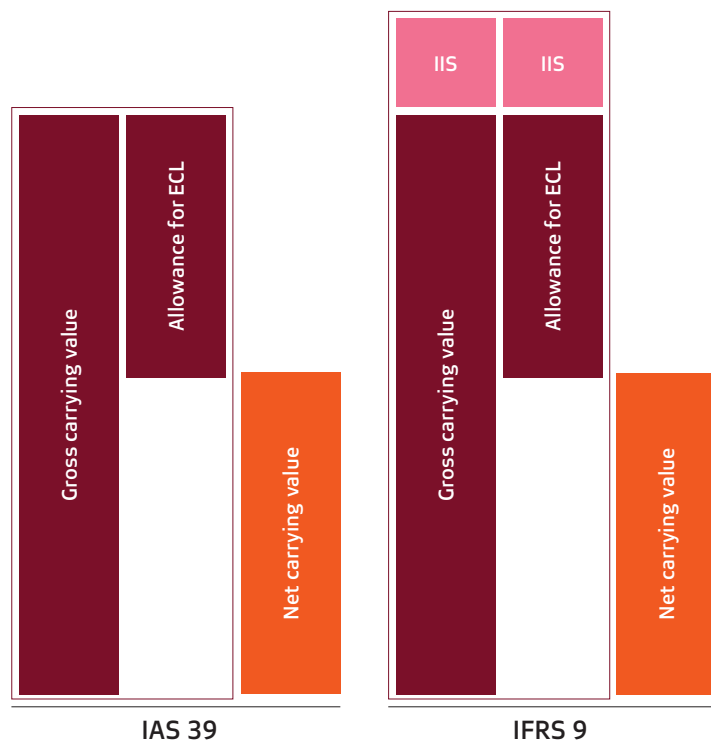 Gross carrying value
Allowance for ECL
Net carrying value
IAS 39
IIS
IIS
Gross carrying value
Allowance for ECL
Net carrying value
IFRS 9